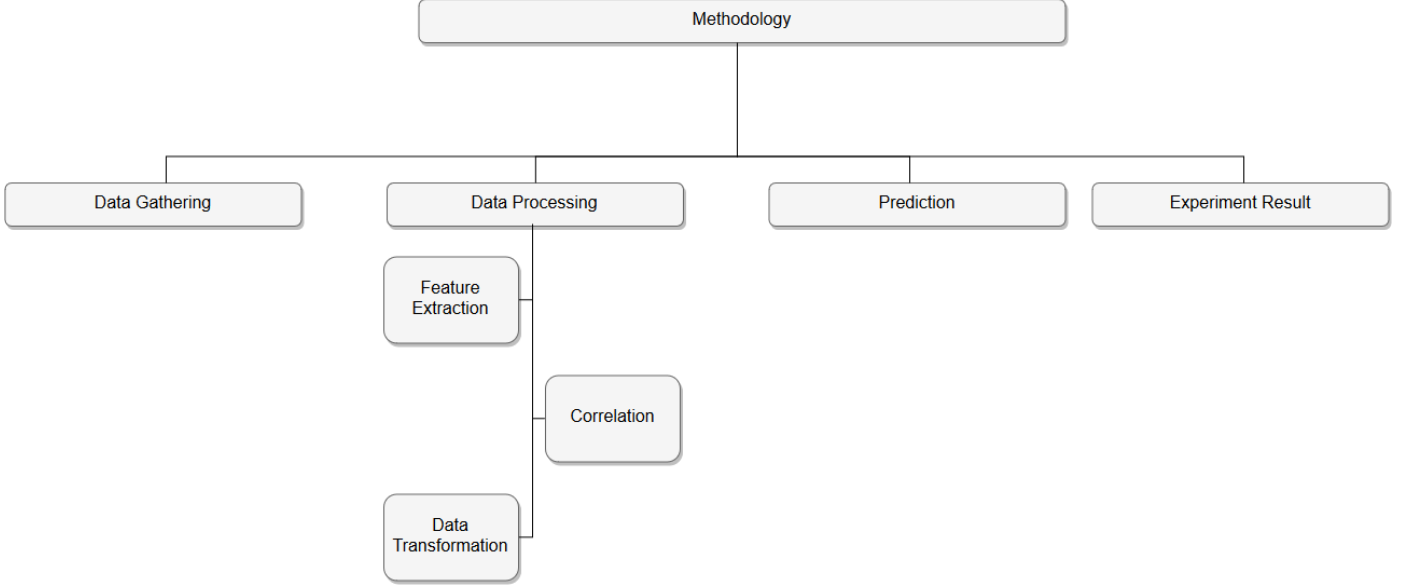 Methodology
Data Gathering
Data Processing
Prediction
Experiment Result
Feature
Extraction
Correlation
Data
Transformation